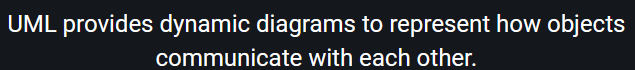 UML provides dynamic diagrams to represent how objects
communicate with each other.